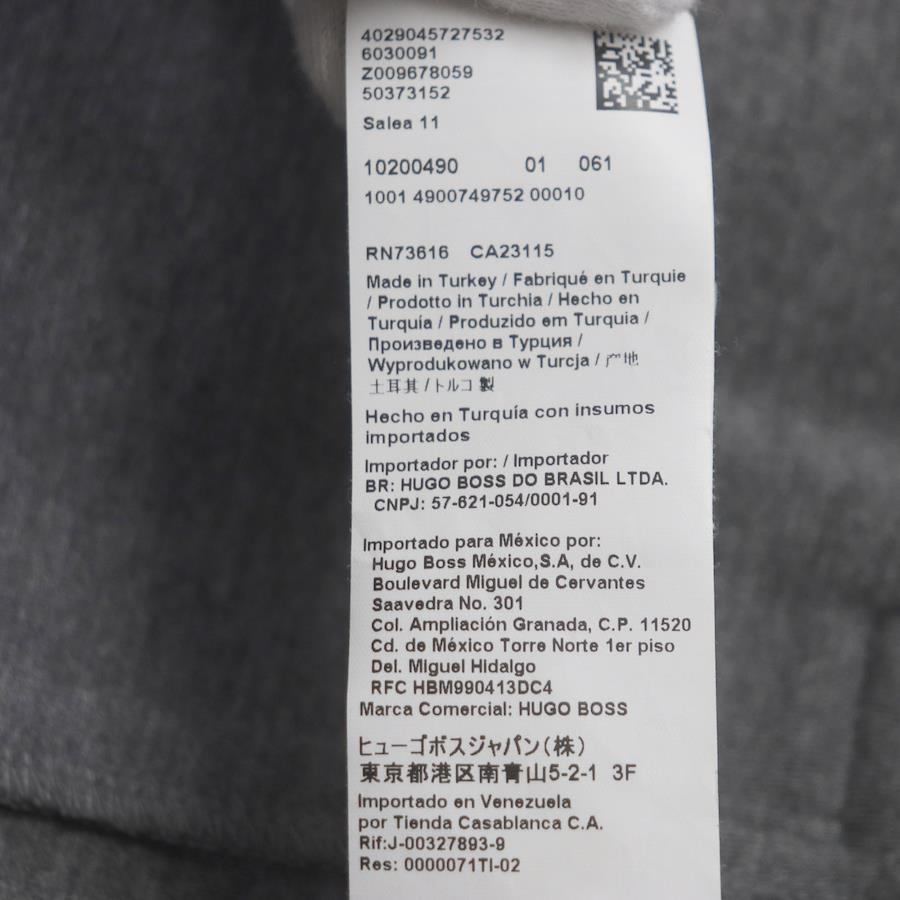 4029045727532
6030091
Z009678059
50373152
Salea 11
10200490 01 061
1001 4900749752 00010
RN73616 CA23115
Made in Turkey / Fabriqué en Turquie
/ Prodotto in Turchia / Hecho en
Turquía / Produzido em Turquia /
Произведено в Турция /
Wyprodukowano w Turcja / 产地
土耳其 / トルコ 製
Hecho en Turquía con insumos
importados
Importador por: / Importador
BR: HUGO BOSS DO BRASIL LTDA.
CNPJ: 57-621-054/0001-91
Importado para México por:
Hugo Boss México,S.A, de C.V.
Boulevard Miguel de Cervantes
Saavedra No. 301
Col. Ampliación Granada, C.P. 11520
Cd. de México Torre Norte 1er piso
Del. Miguel Hidalgo
RFC HBM990413DC4
Marca Comercial: HUGO BOSS
ヒューゴボスジャパン(株)
東京都港区南青山5-2-1 3F
Importado en Venezuela
por Tienda Casablanca C.A.
Rif:J-00327893-9
Res: 0000071TI-02